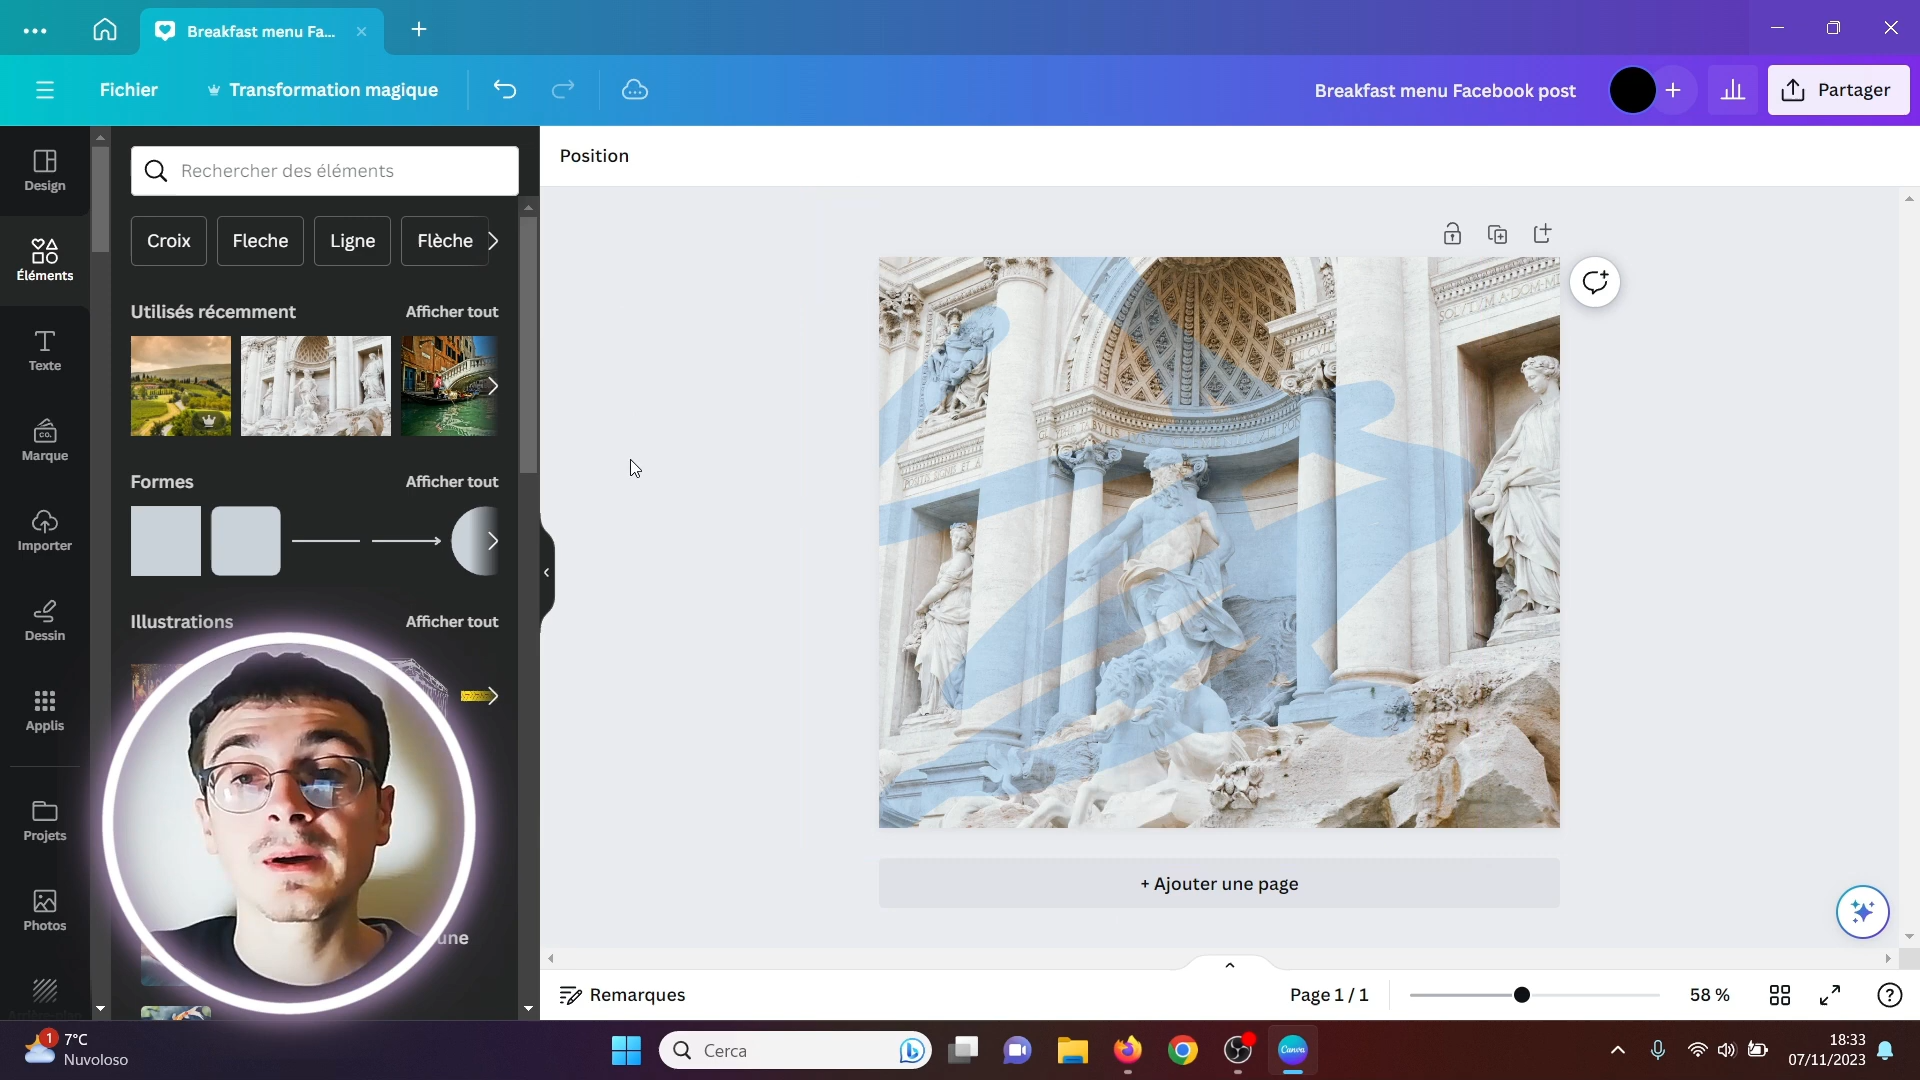 Breakfast menu Fa...
Fichier
Transformation magique
Breakfast menu Facebook post
Partager
Design
Éléments
Texte
Marque
Importer
Dessin
Applis
Projets
Photos
Rechercher des éléments
Croix
Fleche
Ligne
Flèche
Utilisés récemment
Afficher tout
Formes
Afficher tout
Illustrations
Afficher tout
une
Position
+ Ajouter une page
Remarques
Page 1 / 1
58 %
1
7°C
Nuvoloso
Cerca
Canva
18:33
07/11/2023